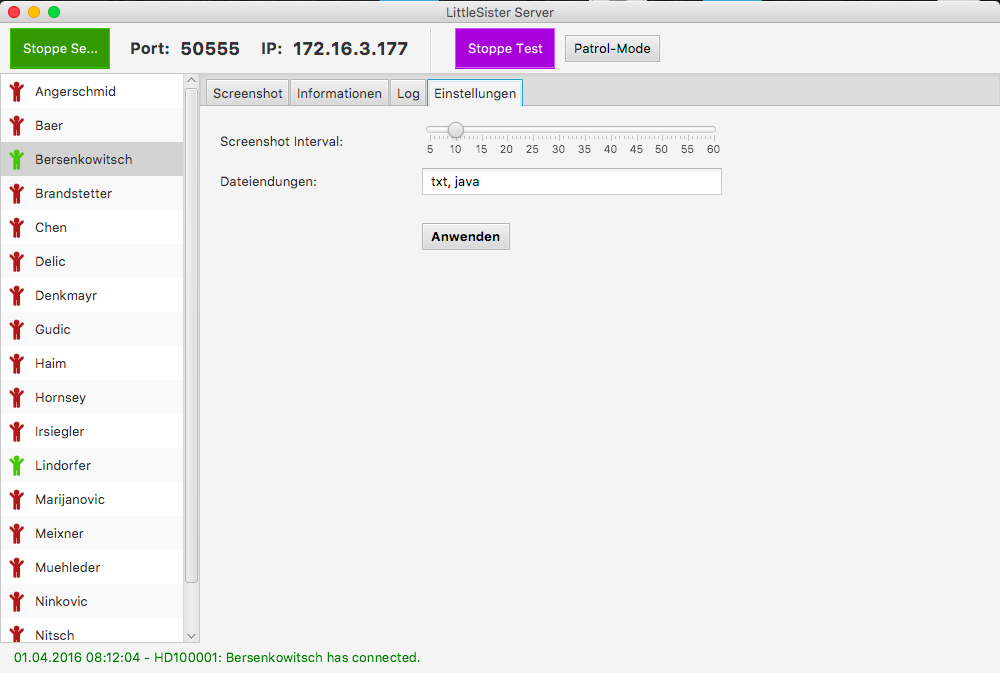 LittleSister Server
Stoppe Se... Port: 50555 IP: 172.16.3.177 Stoppe Test Patrol-Mode
Screenshot Informationen Log Einstellungen
Angerschmid
Baer
Bersenkowitsch
Brandstetter
Chen
Delic
Denkmayr
Gudic
Haim
Hornsey
Irsiegler
Lindorfer
Marijanovic
Meixner
Muehleder
Ninkovic
Nitsch
Screenshot Interval:
5 10 15 20 25 30 35 40 45 50 55 60
Dateiendungen: txt, java
Anwenden
01.04.2016 08:12:04 - HD100001: Bersenkowitsch has connected.